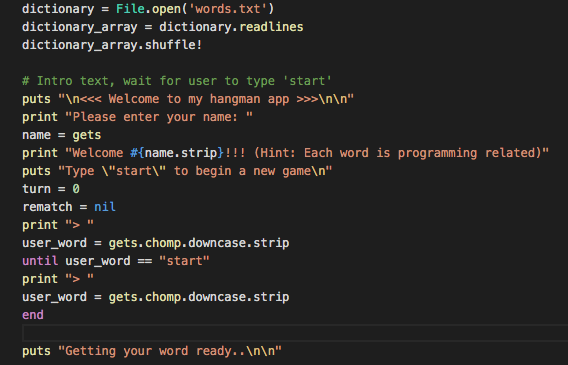 dictionary = File.open('words.txt')
dictionary_array = dictionary.readlines
dictionary_array.shuffle!
# Intro text, wait for user to type 'start'
puts "\n<<< Welcome to my hangman app >>>\n\n"
print "Please enter your name: "
name = gets
print "Welcome #{name.strip}!!! (Hint: Each word is programming related)"
puts "Type \"start\" to begin a new game\n"
turn = 0
rematch = nil
print "> "
user_word = gets.chomp.downcase.strip
until user_word == "start"
print "> "
user_word = gets.chomp.downcase.strip
end
puts "Getting your word ready..\n\n"